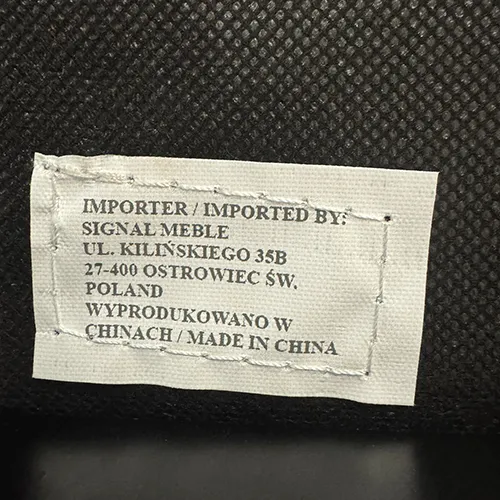 IMPORTER / IMPORTED BY:
SIGNAL MEBLE
UL. KILIŃSKIEGO 35B
27-400 OSTROWIEC ŚW.
POLAND
WYPRODUKOWANO W
CHINACH / MADE IN CHINA